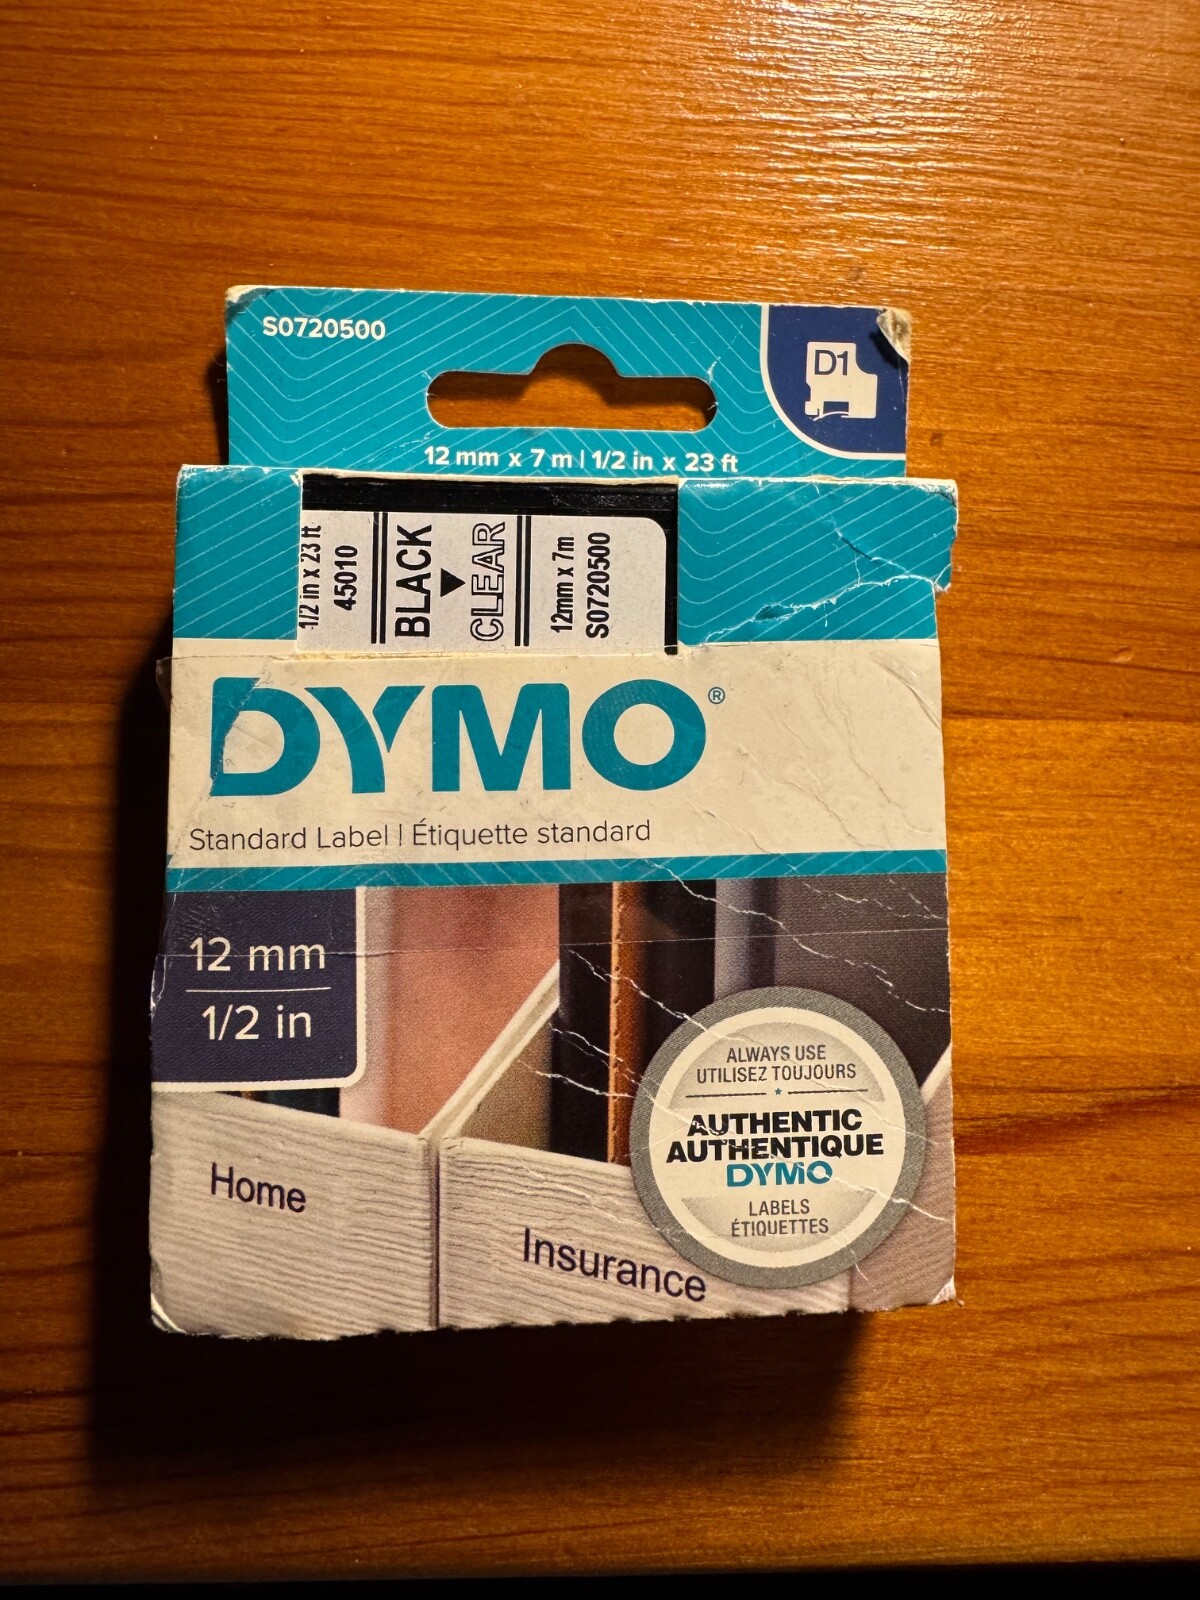 S0720500
D1
12 mm x 7 m | 1/2 in x 23 ft
1/2 in x 23 ft
45010
BLACK
CLEAR
12mm x 7m
S0720500
DYMO®
Standard Label | Étiquette standard
12 mm
1/2 in
ALWAYS USE
UTILISEZ TOUJOURS
AUTHENTIC
AUTHENTIQUE
DYMO
LABELS
ÉTIQUETTES
Home
Insurance